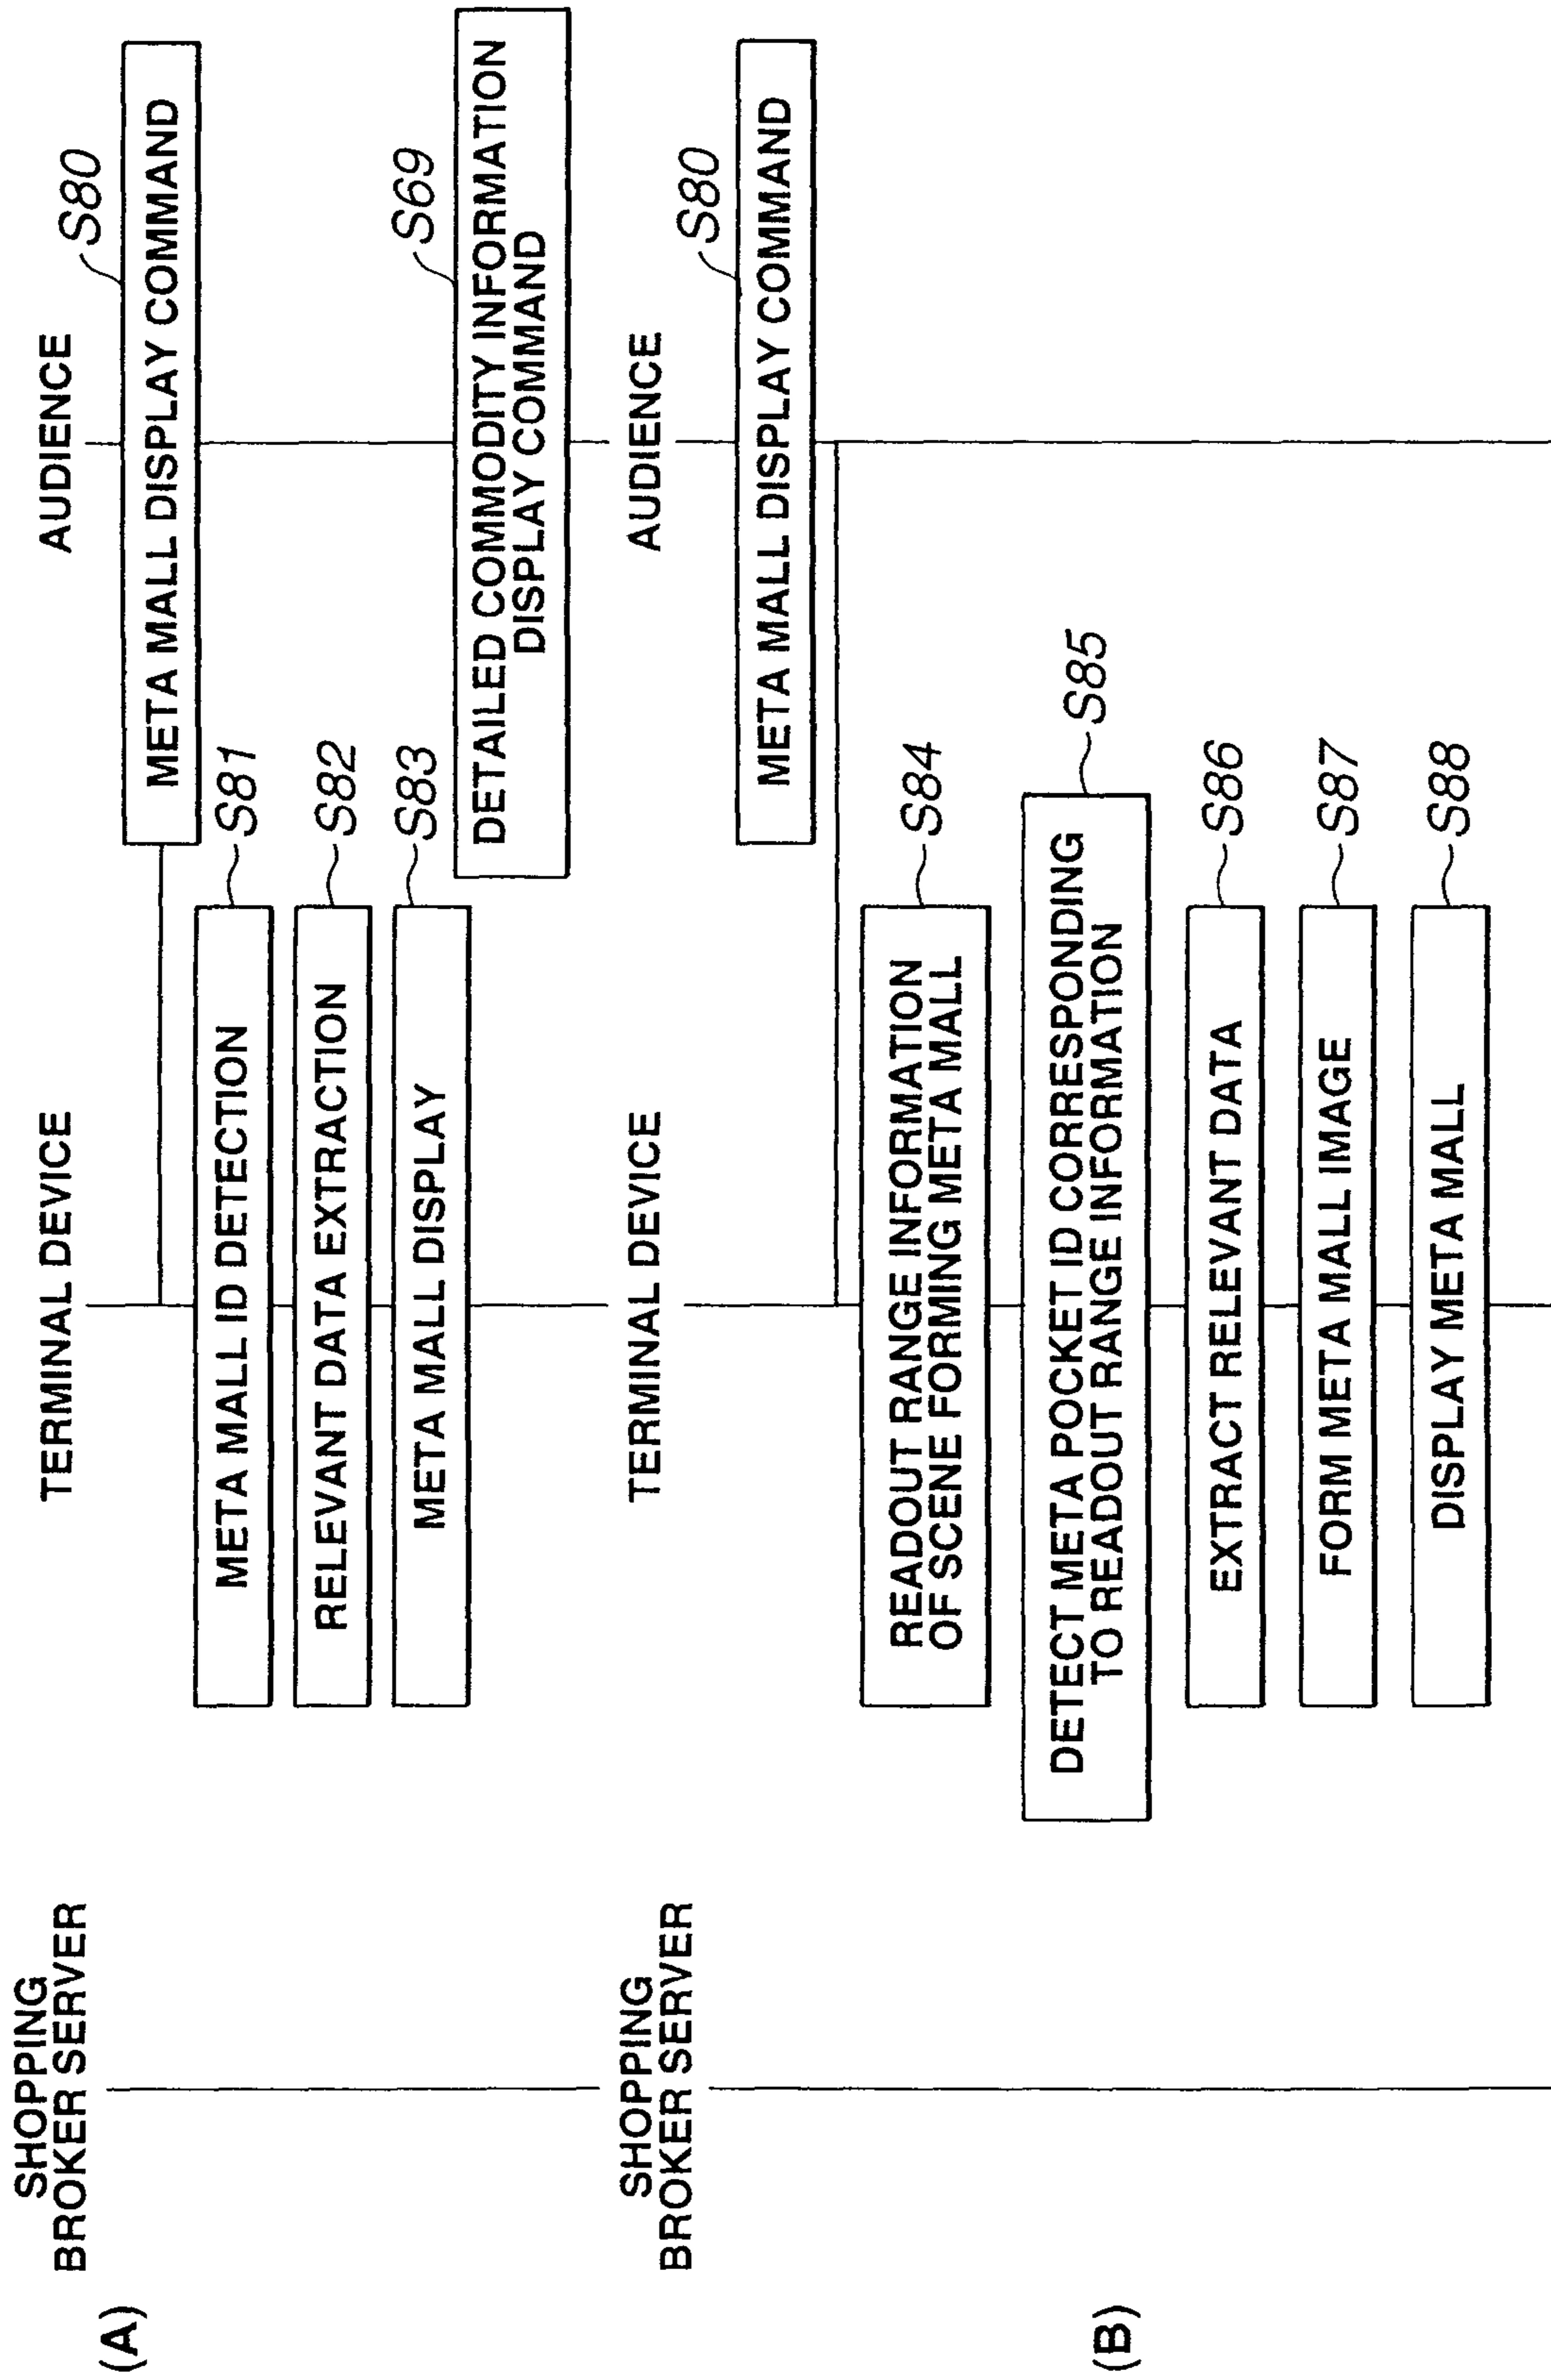 (A)
SHOPPING
BROKER SERVER
TERMINAL DEVICE
AUDIENCE
S80
META MALL DISPLAY COMMAND
META MALL ID DETECTION
S81
RELEVANT DATA EXTRACTION
S82
META MALL DISPLAY
S83
S69
DETAILED COMMODITY INFORMATION
DISPLAY COMMAND
(B)
SHOPPING
BROKER SERVER
TERMINAL DEVICE
AUDIENCE
S80
META MALL DISPLAY COMMAND
READOUT RANGE INFORMATION
OF SCENE FORMING META MALL
S84
DETECT META POCKET ID CORRESPONDING
TO READOUT RANGE INFORMATION
S85
EXTRACT RELEVANT DATA
S86
FORM META MALL IMAGE
S87
DISPLAY META MALL
S88